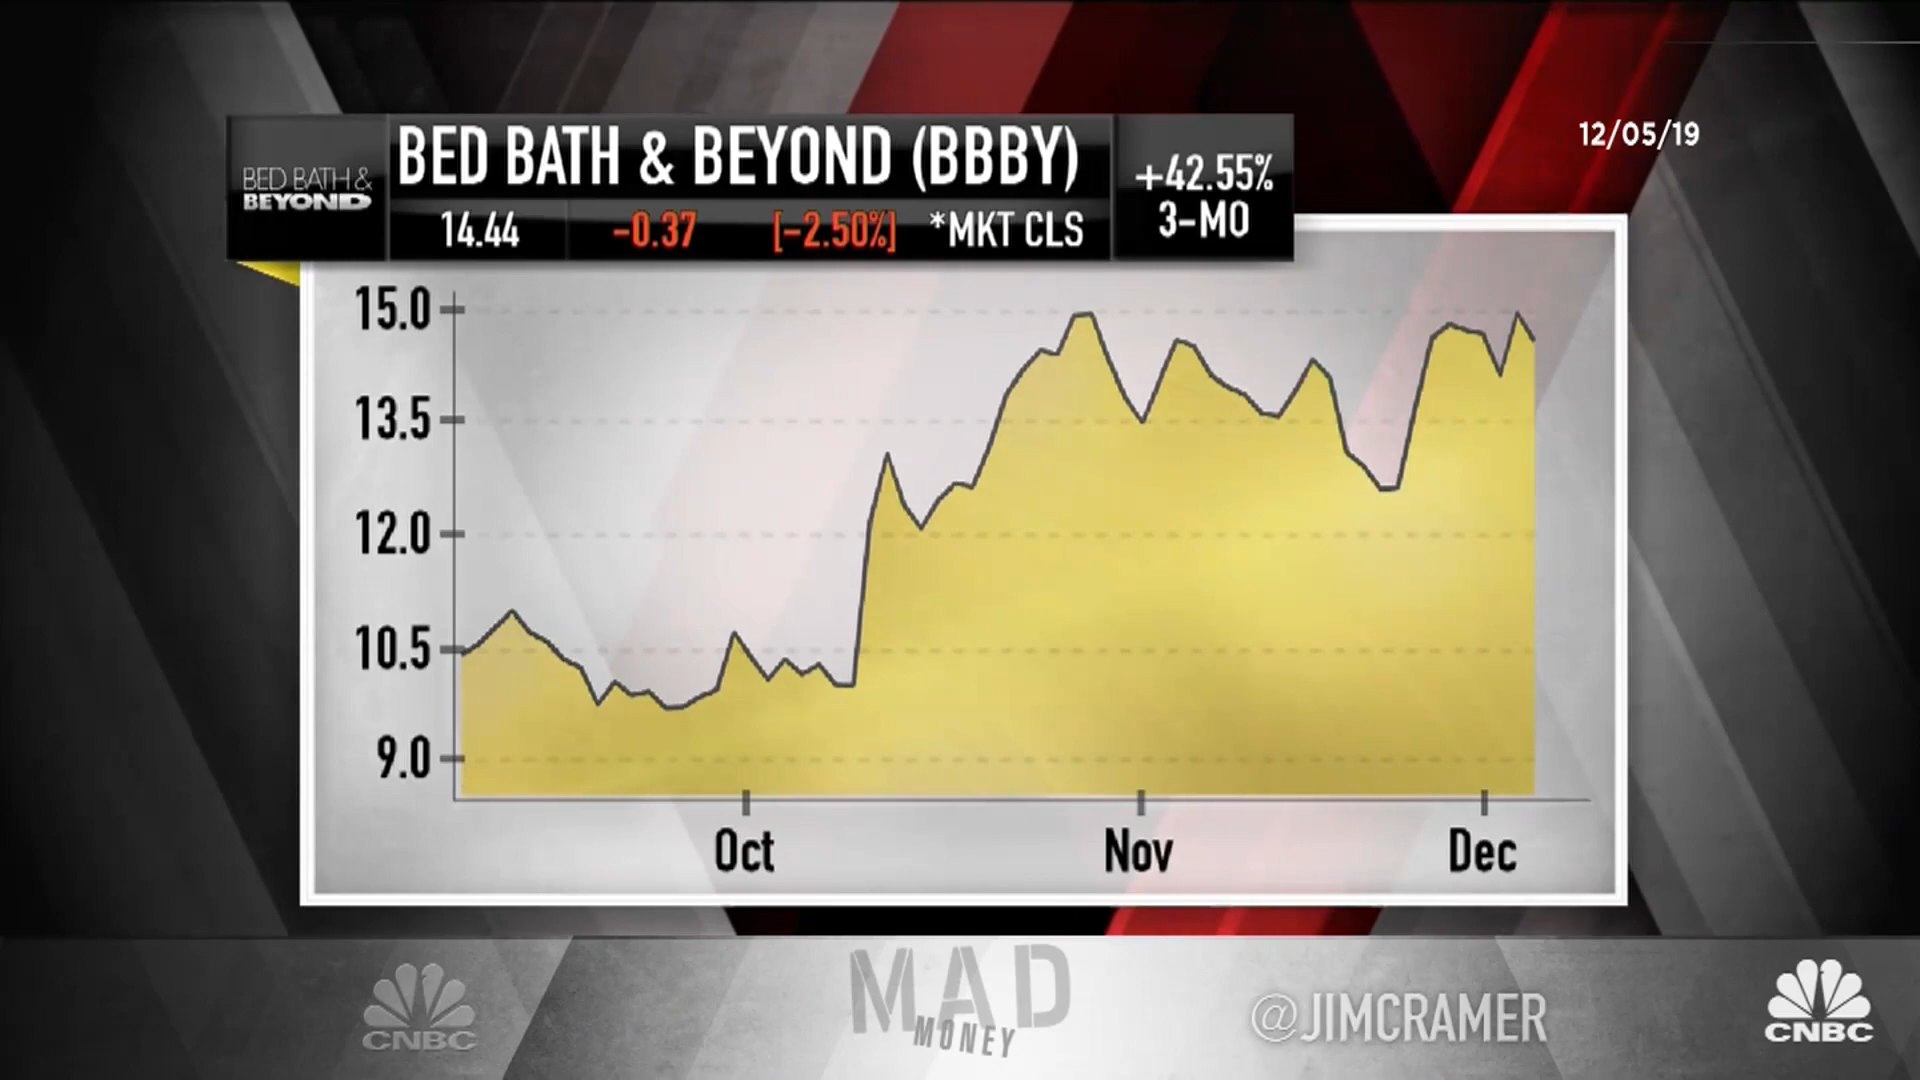 12/05/19
BED BATH &
BEYOND
BED BATH & BEYOND (BBBY)
14.44 -0.37 [-2.50%] *MKT CLS
+42.55%
3-MO
15.0
13.5
12.0
10.5
9.0
Oct Nov Dec
CNBC
MAD
MONEY
@JIMCRAMER
CNBC